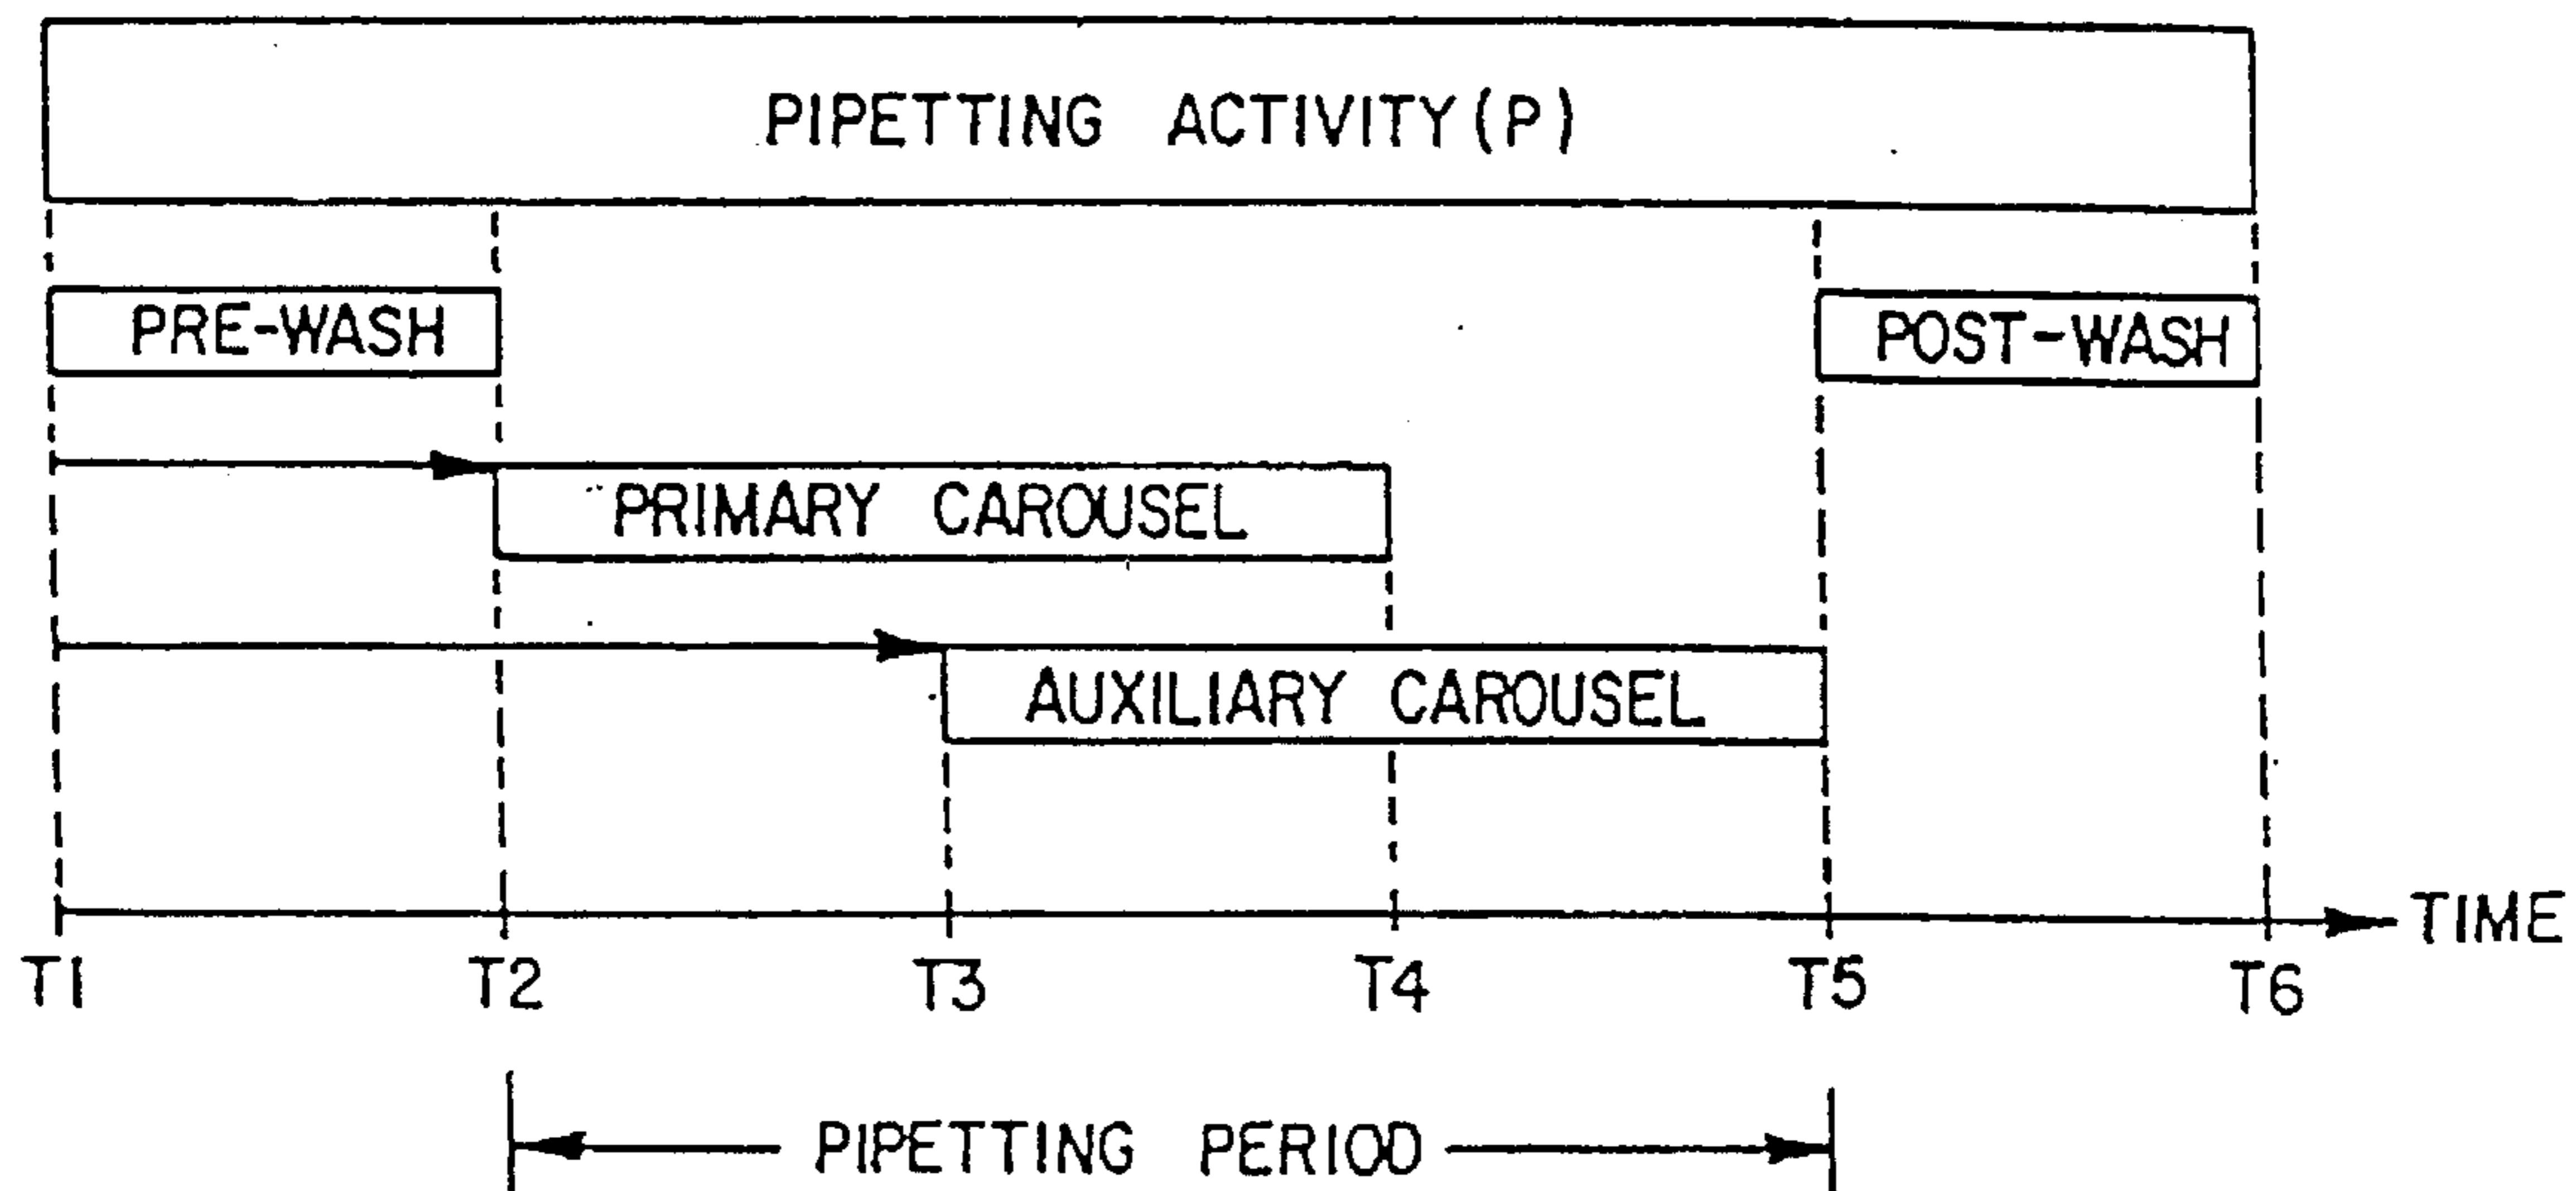 PIPETTING ACTIVITY(P)
PRE-WASH
POST-WASH
PRIMARY CAROUSEL
AUXILIARY CAROUSEL
TIME
T1 T2 T3 T4 T5 T6
PIPETTING PERIOD